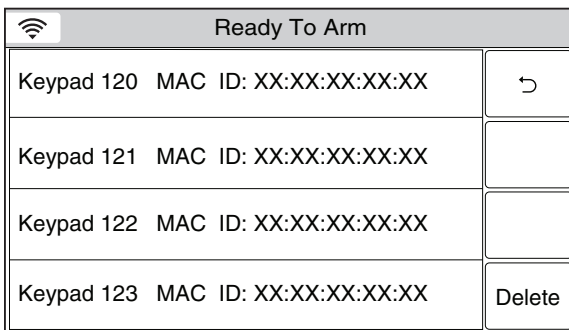 Ready To Arm
Keypad 120 MAC ID: XX:XX:XX:XX:XX
Keypad 121 MAC ID: XX:XX:XX:XX:XX
Keypad 122 MAC ID: XX:XX:XX:XX:XX
Keypad 123 MAC ID: XX:XX:XX:XX:XX
Delete